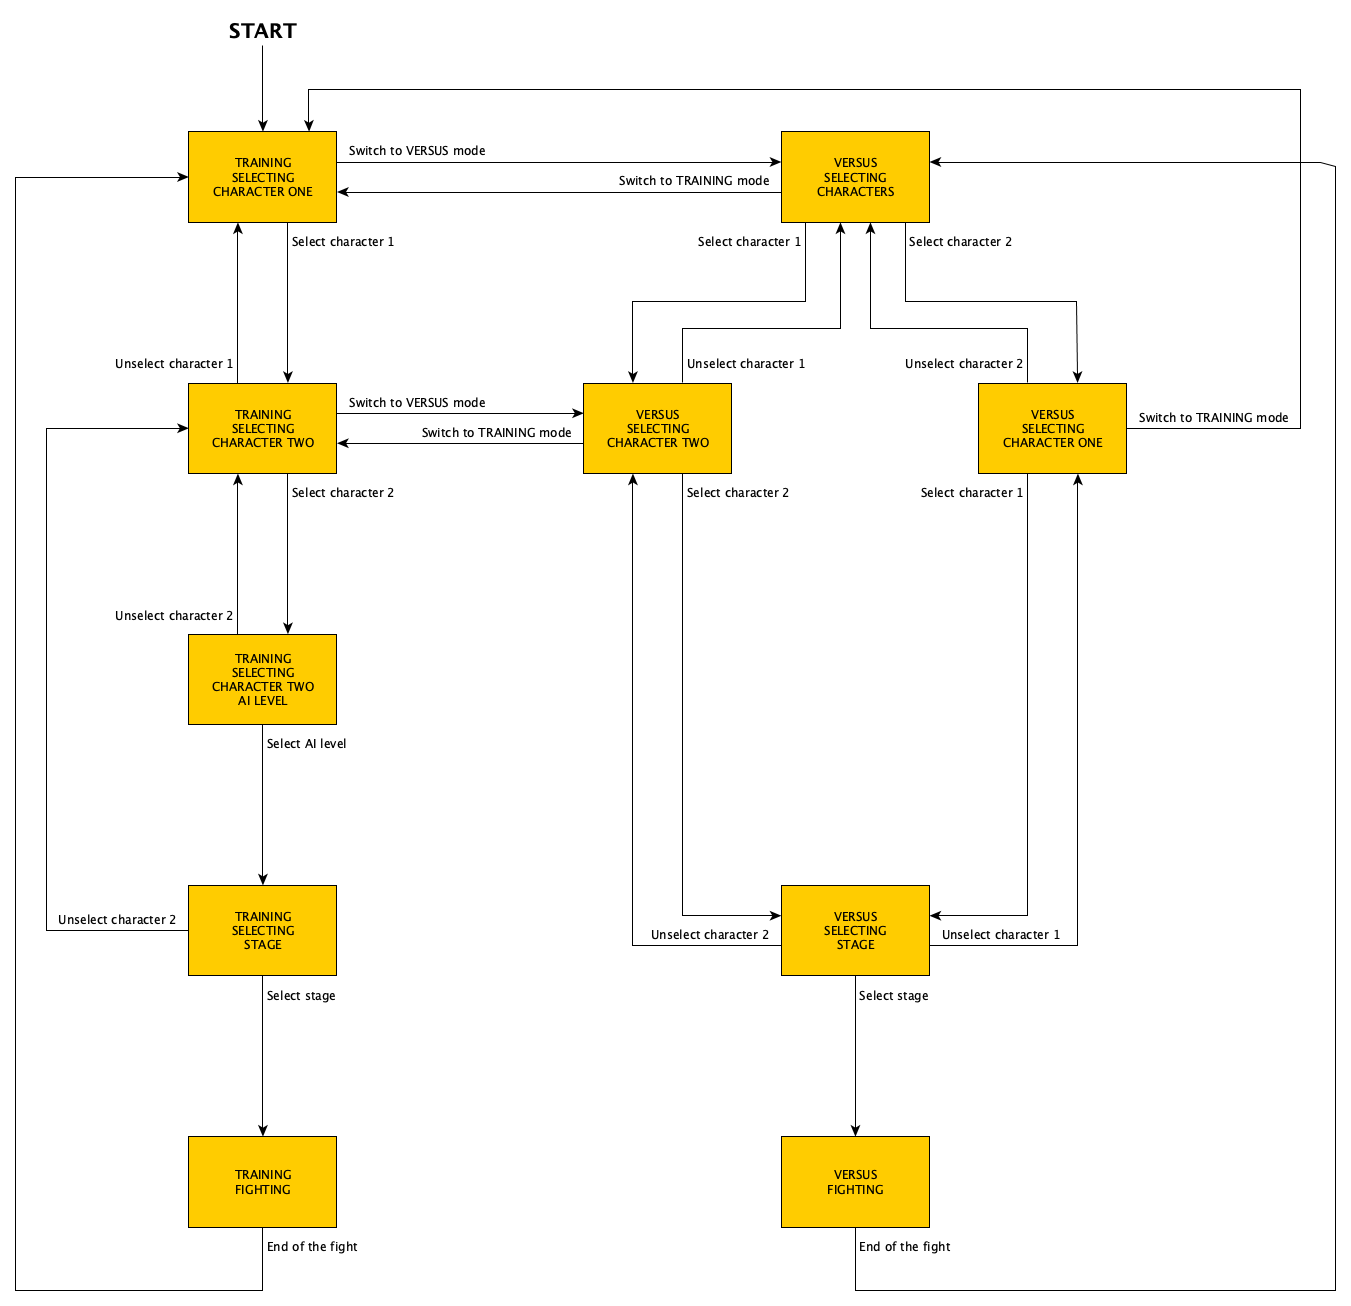 START
TRAINING
SELECTING
CHARACTER ONE
Switch to VERSUS mode
Switch to TRAINING mode
VERSUS
SELECTING
CHARACTERS
Select character 1
Select character 1
Select character 2
Unselect character 1
Unselect character 1
Unselect character 2
TRAINING
SELECTING
CHARACTER TWO
Switch to VERSUS mode
Switch to TRAINING mode
VERSUS
SELECTING
CHARACTER TWO
VERSUS
SELECTING
CHARACTER ONE
Switch to TRAINING mode
Select character 2
Select character 2
Select character 1
Unselect character 2
TRAINING
SELECTING
CHARACTER TWO
AI LEVEL
Select AI level
Unselect character 2
TRAINING
SELECTING
STAGE
Unselect character 2
VERSUS
SELECTING
STAGE
Unselect character 1
Select stage
Select stage
TRAINING
FIGHTING
VERSUS
FIGHTING
End of the fight
End of the fight